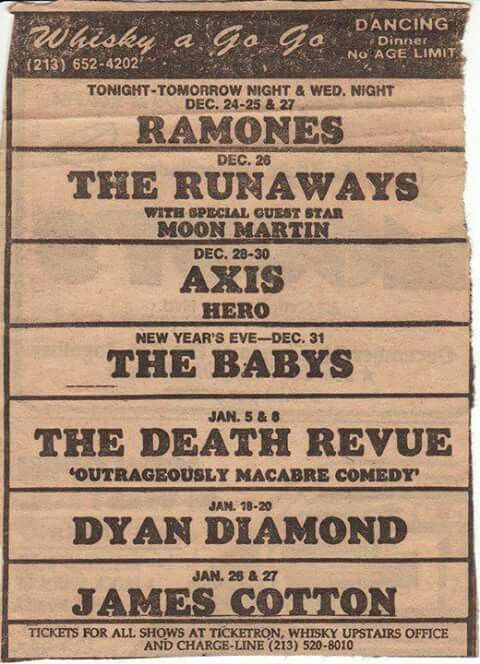 Whisky a Go Go
(213) 652-4202
DANCING
Dinner
No AGE LIMIT
TONIGHT-TOMORROW NIGHT & WED. NIGHT
DEC. 24-25 & 27
RAMONES
DEC. 26
THE RUNAWAYS
WITH SPECIAL GUEST STAR
MOON MARTIN
DEC. 28-30
AXIS
HERO
NEW YEAR'S EVE—DEC. 31
THE BABYS
JAN. 5 & 6
THE DEATH REVUE
'OUTRAGEOUSLY MACABRE COMEDY'
JAN. 18-20
DYAN DIAMOND
JAN. 26 & 27
JAMES COTTON
TICKETS FOR ALL SHOWS AT TICKETRON, WHISKY UPSTAIRS OFFICE
AND CHARGE-LINE (213) 520-8010